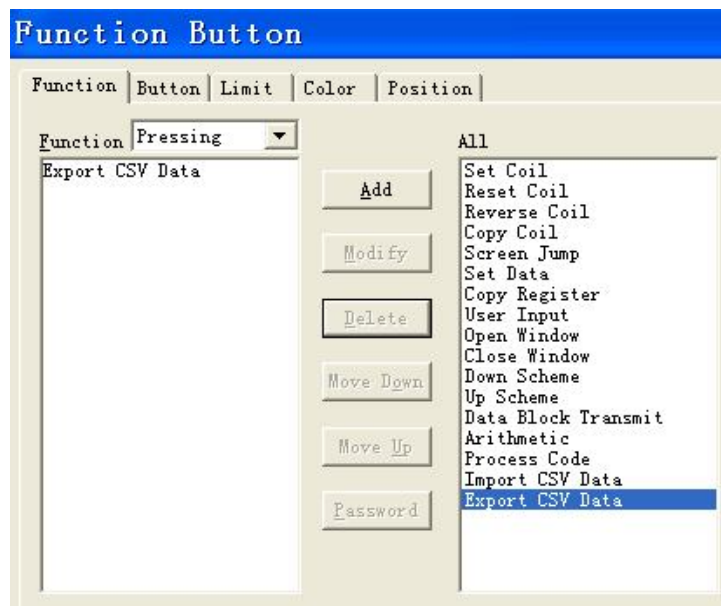 Function Button
Function Button Limit Color Position
Function Pressing
All
Export CSV Data
Add
Modify
Delete
Move Down
Move Up
Password
Set Coil
Reset Coil
Reverse Coil
Copy Coil
Screen Jump
Set Data
Copy Register
User Input
Open Window
Close Window
Down Scheme
Up Scheme
Data Block Transmit
Arithmetic
Process Code
Import CSV Data
Export CSV Data